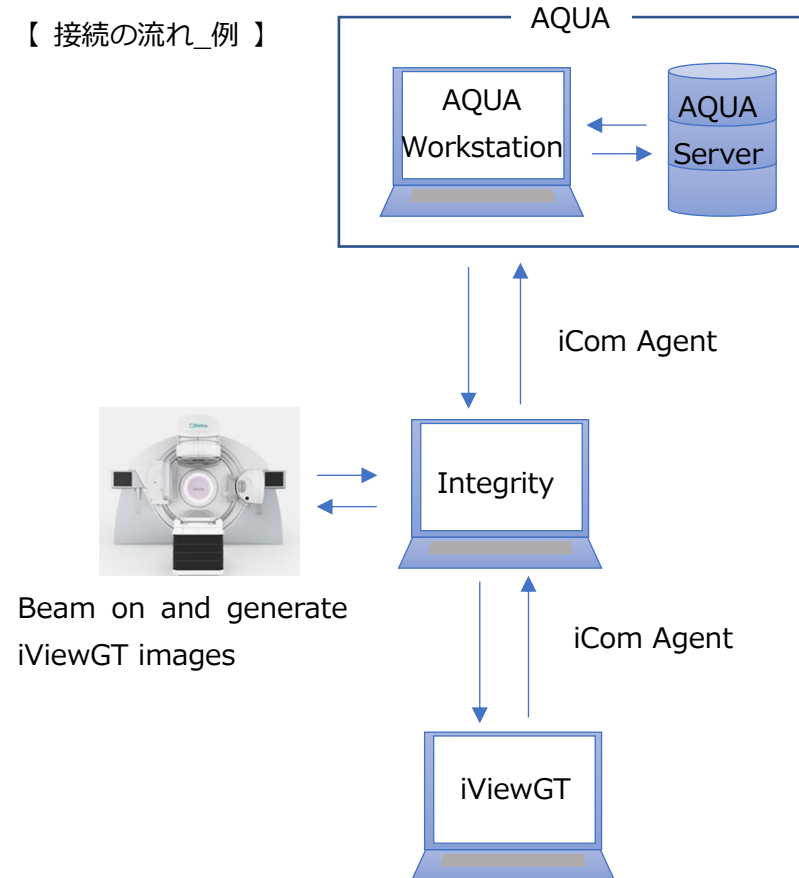 【 接続の流れ_例 】
AQUA
AQUA
Workstation
AQUA
Server
iCom Agent
Integrity
Beam on and generate
iViewGT images
iCom Agent
iViewGT